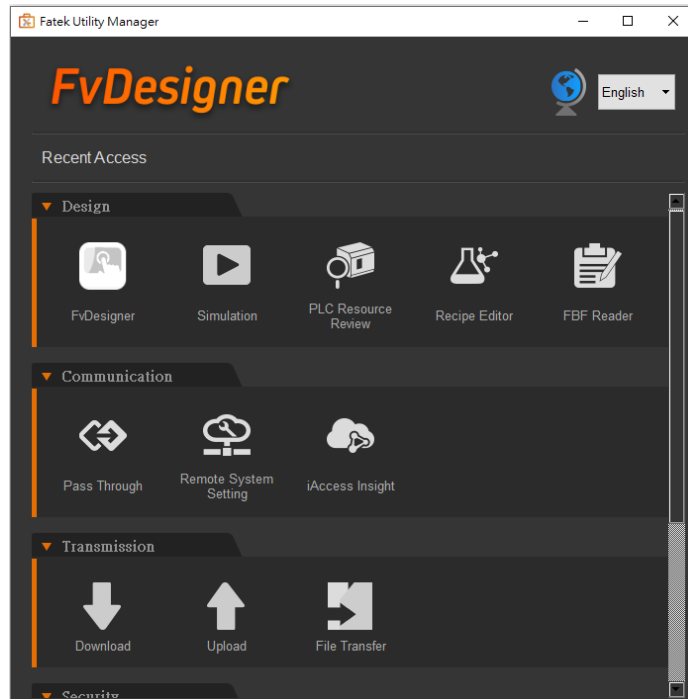 Fatek Utility Manager
FvDesigner
English
Recent Access
Design
FvDesigner
Simulation
PLC Resource
Review
Recipe Editor
FBF Reader
Communication
Pass Through
Remote System
Setting
iAccess Insight
Transmission
Download
Upload
File Transfer
Security